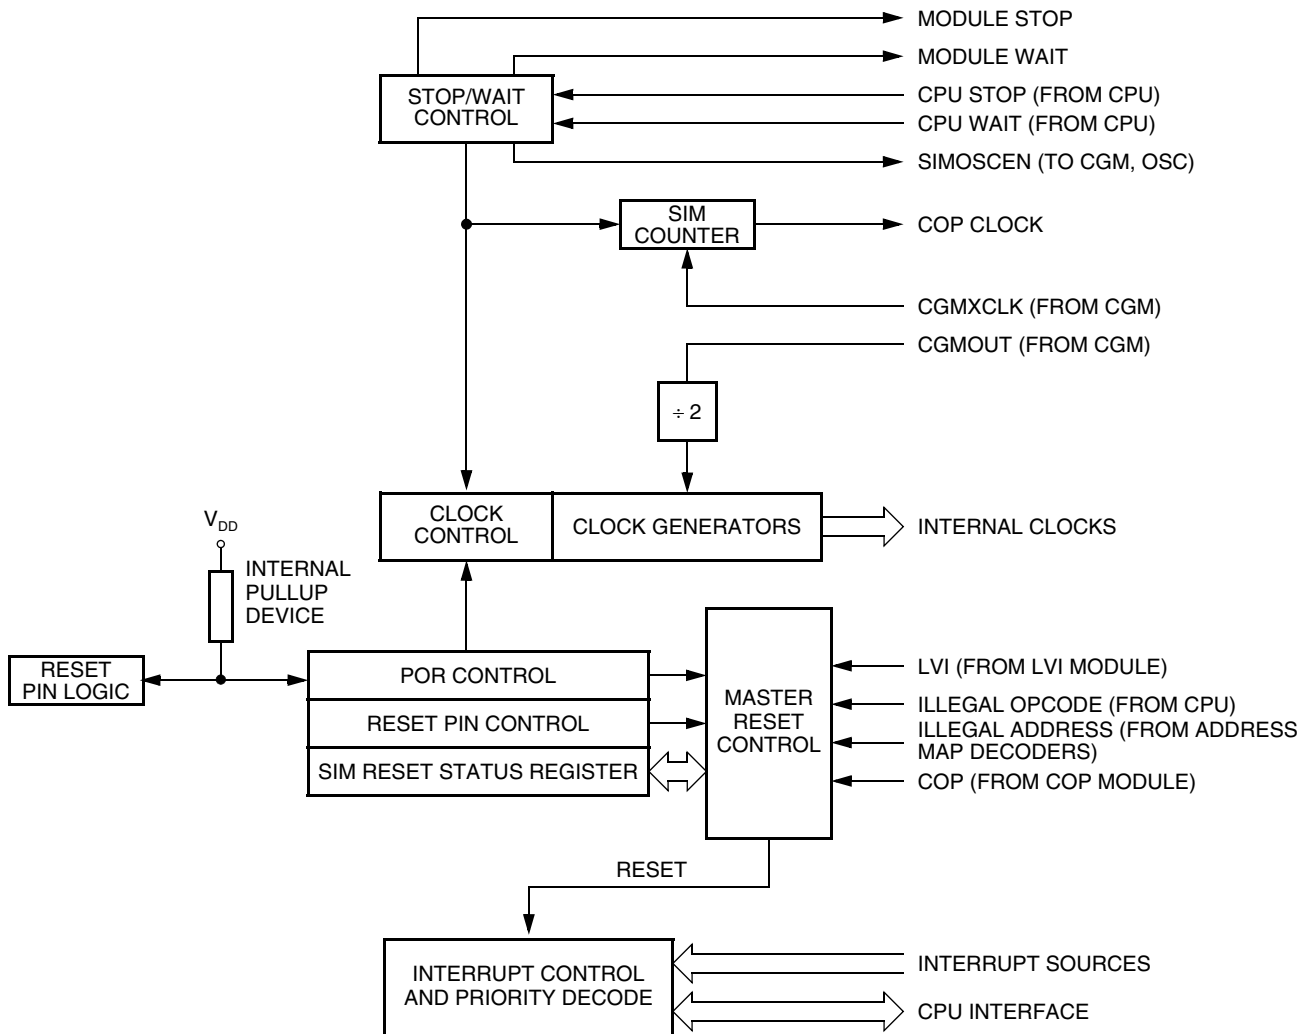 MODULE STOP
MODULE WAIT
STOP/WAIT
CONTROL
CPU STOP (FROM CPU)
CPU WAIT (FROM CPU)
SIMOSCEN (TO CGM, OSC)
SIM
COUNTER
COP CLOCK
CGMXCLK (FROM CGM)
CGMOUT (FROM CGM)
÷ 2
CLOCK
CONTROL
CLOCK GENERATORS
INTERNAL CLOCKS
VDD
INTERNAL
PULLUP
DEVICE
RESET
PIN LOGIC
POR CONTROL
RESET PIN CONTROL
SIM RESET STATUS REGISTER
MASTER
RESET
CONTROL
LVI (FROM LVI MODULE)
ILLEGAL OPCODE (FROM CPU)
ILLEGAL ADDRESS (FROM ADDRESS
MAP DECODERS)
COP (FROM COP MODULE)
RESET
INTERRUPT CONTROL
AND PRIORITY DECODE
INTERRUPT SOURCES
CPU INTERFACE